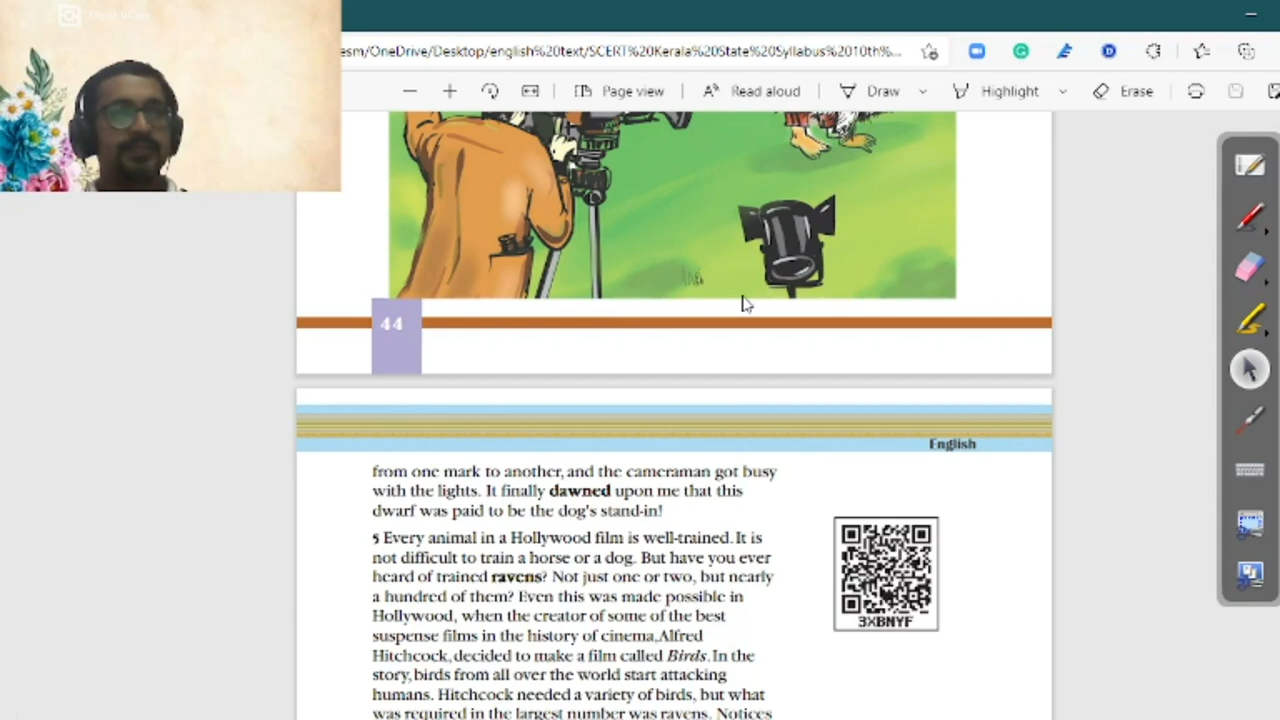 esm/OneDrive/Desktop/english%20text/SCERT%20Kerala%20State%20Syllabus%2010th%...
Page view
Read aloud
Draw
Highlight
Erase
44
English
from one mark to another, and the cameraman got busy
with the lights. It finally dawned upon me that this
dwarf was paid to be the dog's stand-in!
5 Every animal in a Hollywood film is well-trained. It is
not difficult to train a horse or a dog. But have you ever
heard of trained ravens? Not just one or two, but nearly
a hundred of them? Even this was made possible in
Hollywood, when the creator of some of the best
suspense films in the history of cinema, Alfred
Hitchcock, decided to make a film called Birds. In the
story, birds from all over the world start attacking
humans. Hitchcock needed a variety of birds, but what
was required in the largest number was ravens. Notices
3XBNYF